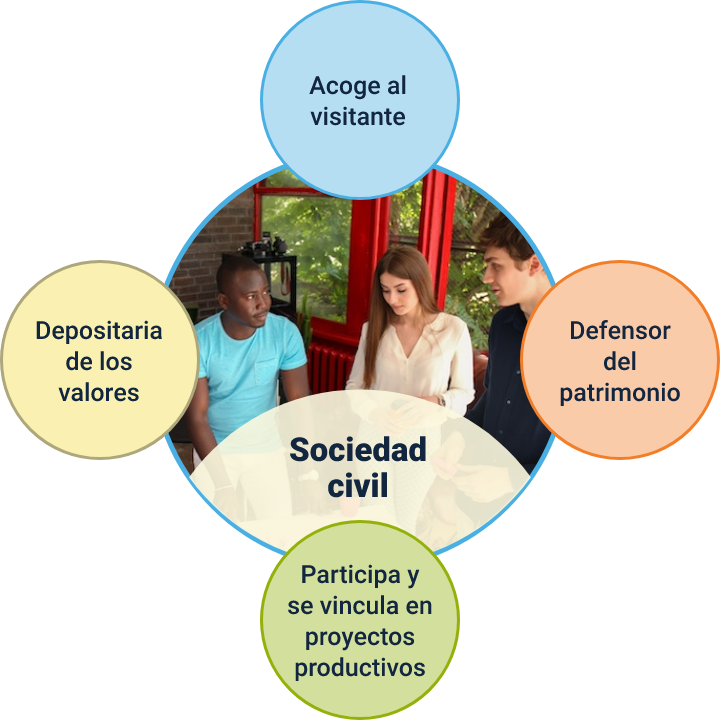 Acoge al
visitante
Depositaria
de los
valores
Defensor
del
patrimonio
Sociedad
civil
Participa y
se vincula en
proyectos
productivos